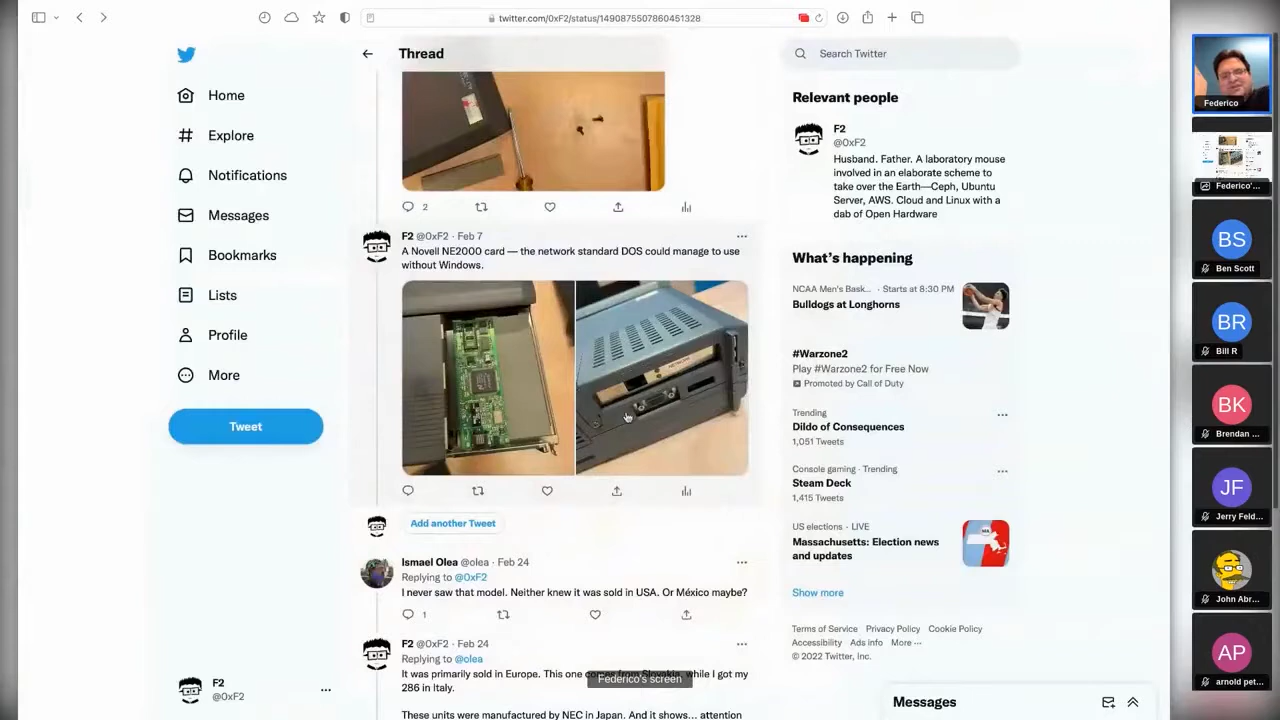 twitter.com/0xF2/status/1490875507860451328
Home
Explore
Notifications
Messages
Bookmarks
Lists
Profile
More
Tweet
F2
@0xF2
Thread
2
F2 @0xF2 · Feb 7
A Novell NE2000 card — the network standard DOS could manage to use
without Windows.
Add another Tweet
Ismael Olea @olea · Feb 24
Replying to @0xF2
I never saw that model. Neither knew it was sold in USA. Or México maybe?
1
F2 @0xF2 · Feb 24
Replying to @olea
It was primarily sold in Europe. This one comes from Slovakia, while I got my
286 in Italy.
These units were manufactured by NEC in Japan. And it shows... attention
Federico's screen
Search Twitter
Relevant people
F2
@0xF2
Husband. Father. A laboratory mouse
involved in an elaborate scheme to
take over the Earth—Ceph, Ubuntu
Server, AWS. Cloud and Linux with a
dab of Open Hardware
What's happening
NCAA Men's Bask... · Starts at 8:30 PM
Bulldogs at Longhorns
#Warzone2
Play #Warzone2 for Free Now
Promoted by Call of Duty
Trending
Dildo of Consequences
1,051 Tweets
Console gaming · Trending
Steam Deck
1,415 Tweets
US elections · LIVE
Massachusetts: Election news
and updates
Show more
Terms of Service Privacy Policy Cookie Policy
Accessibility Ads info More ···
© 2022 Twitter, Inc.
Messages
Federico
Federico'...
BS
Ben Scott
BR
Bill R
BK
Brendan ...
JF
Jerry Feld...
John Abr...
AP
arnold pet...